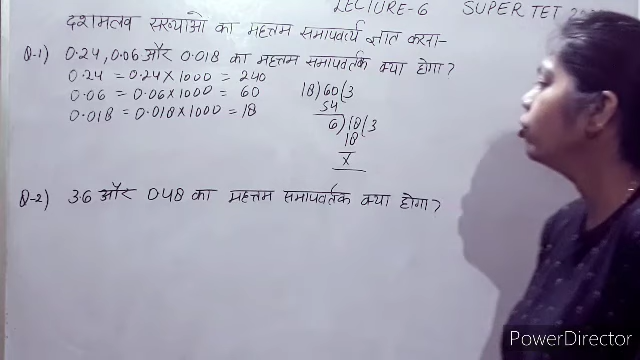 LECTURE-6 SUPER TET 2
दशमलव संख्याओ का महत्तम समापवर्त्य ज्ञात करना-
Q-1) 0.24, 0.06 और 0.018 का महत्तम समापवर्तक क्या होगा?
0.24 = 0.24×1000 = 240
0.06 = 0.06×1000 = 60
0.018 = 0.018×1000 = 18
18) 60 (3
54
6) 18 (3
18
×
Q-2) 3.6 और 0.48 का महत्तम समापवर्तक क्या होगा?
PowerDirector